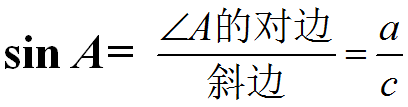 sin A= ∠A的对边/斜边 = a/c